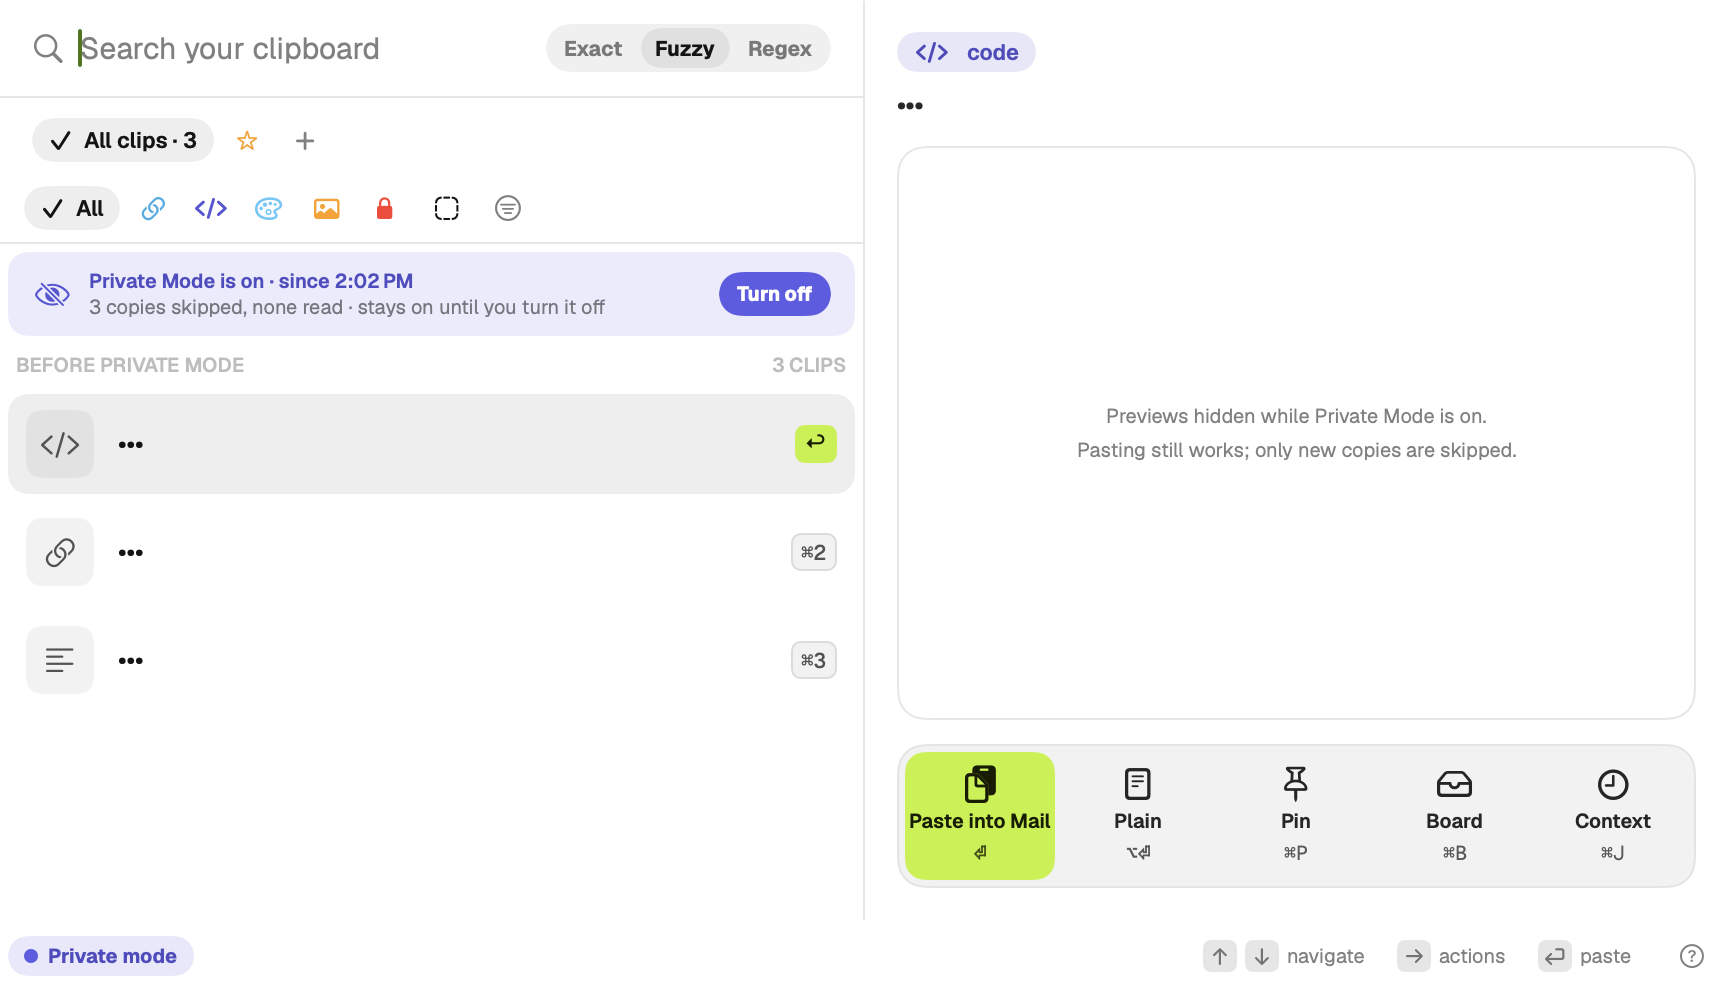 Search your clipboard
Exact Fuzzy Regex
All clips · 3
All
Private Mode is on · since 2:02 PM
3 copies skipped, none read · stays on until you turn it off
Turn off
BEFORE PRIVATE MODE
3 CLIPS
•••
•••
⌘2
•••
⌘3
</> code
•••
Previews hidden while Private Mode is on.
Pasting still works; only new copies are skipped.
Paste into Mail
⏎
Plain
⌥⏎
Pin
⌘P
Board
⌘B
Context
⌘J
Private mode
↑ ↓ navigate
→ actions
↩ paste
?